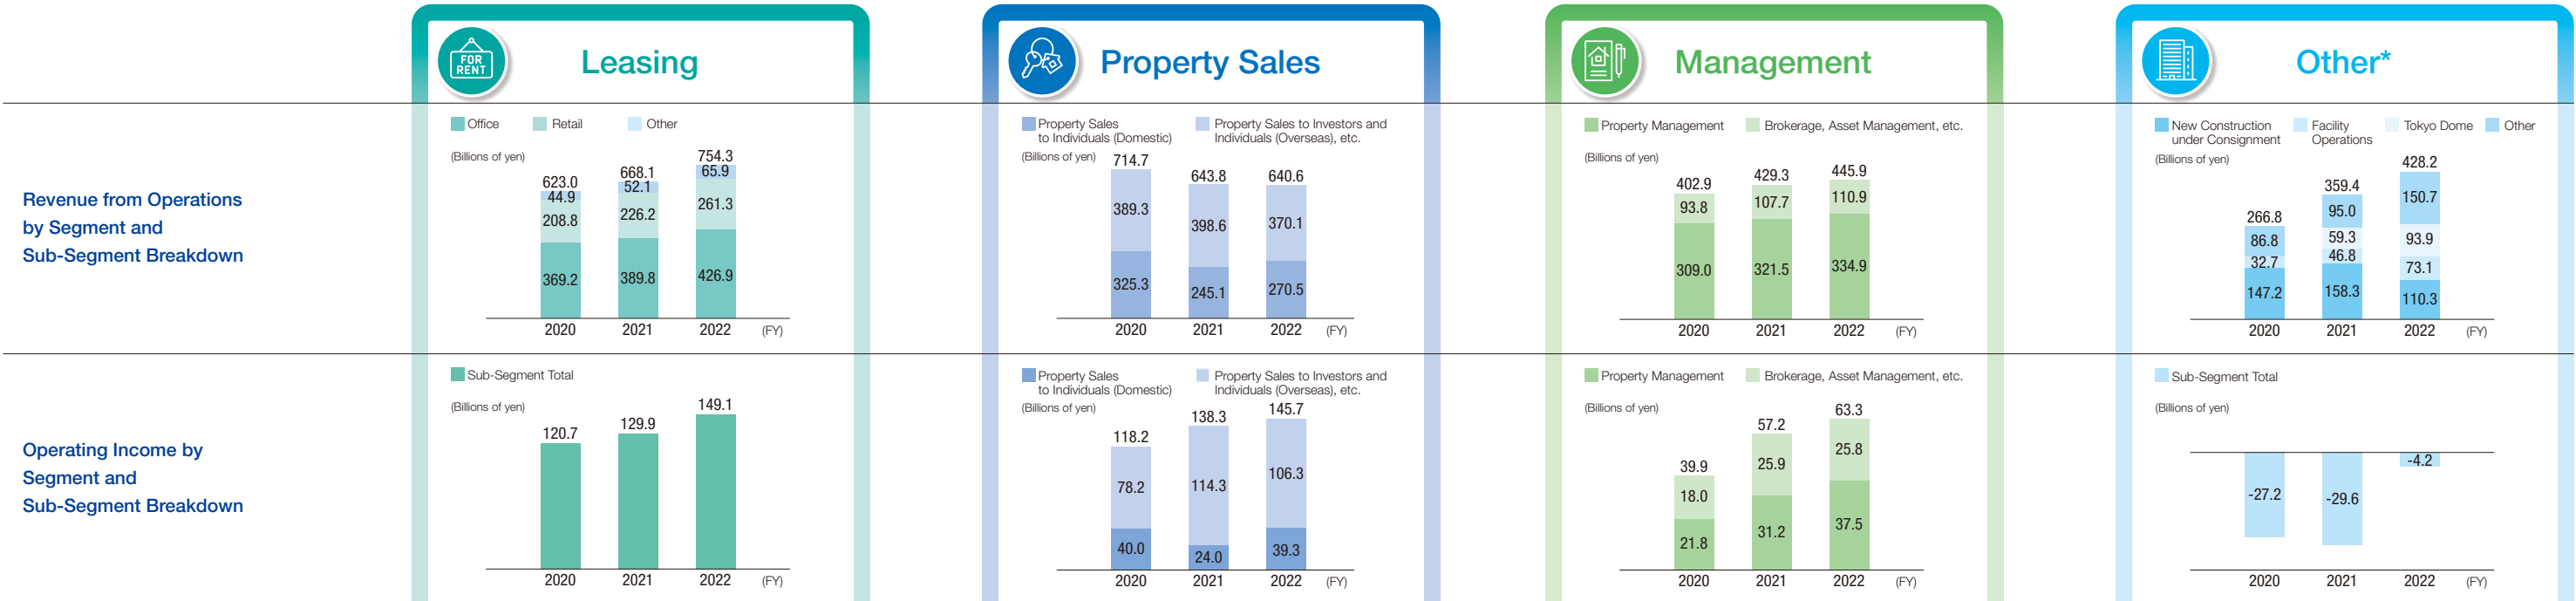 FOR
RENT
Leasing
Property Sales
Management
Other*
Revenue from Operations
by Segment and
Sub-Segment Breakdown
Office Retail Other
(Billions of yen)
623.0
44.9
208.8
369.2
668.1
52.1
226.2
389.8
754.3
65.9
261.3
426.9
2020 2021 2022 (FY)
Property Sales
to Individuals (Domestic)
Property Sales to Investors and
Individuals (Overseas), etc.
(Billions of yen)
714.7
389.3
325.3
643.8
398.6
245.1
640.6
370.1
270.5
2020 2021 2022 (FY)
Property Management Brokerage, Asset Management, etc.
(Billions of yen)
402.9
93.8
309.0
429.3
107.7
321.5
445.9
110.9
334.9
2020 2021 2022 (FY)
New Construction
under Consignment
Facility
Operations
Tokyo Dome
Other
(Billions of yen)
266.8
86.8
32.7
147.2
359.4
95.0
59.3
46.8
158.3
428.2
150.7
93.9
73.1
110.3
2020 2021 2022 (FY)
Operating Income by
Segment and
Sub-Segment Breakdown
Sub-Segment Total
(Billions of yen)
120.7
129.9
149.1
2020 2021 2022 (FY)
Property Sales
to Individuals (Domestic)
Property Sales to Investors and
Individuals (Overseas), etc.
(Billions of yen)
118.2
78.2
40.0
138.3
114.3
24.0
145.7
106.3
39.3
2020 2021 2022 (FY)
Property Management Brokerage, Asset Management, etc.
(Billions of yen)
39.9
18.0
21.8
57.2
25.9
31.2
63.3
25.8
37.5
2020 2021 2022 (FY)
Sub-Segment Total
(Billions of yen)
-27.2
-29.6
-4.2
2020 2021 2022 (FY)